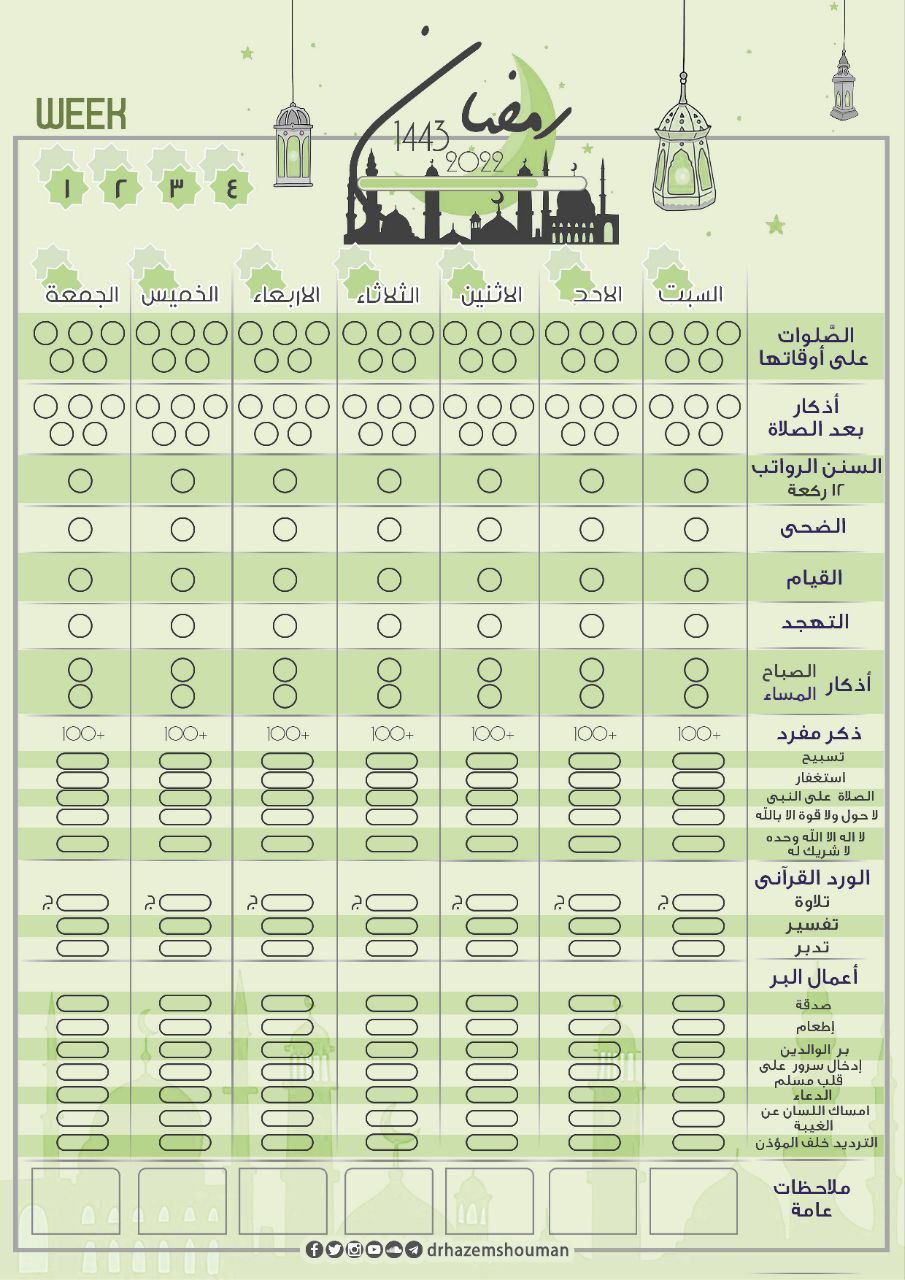 WEEK
رمضان
1443
2022
١ ٢ ٣ ٤
السبت الاحد الاثنين الثلاثاء الاربعاء الخميس الجمعة
الصَّلوات
على أوقاتها
أذكار
بعد الصلاة
السنن الرواتب
١٢ ركعة
الضحى
القيام
التهجد
أذكار الصباح
المساء
ذكر مفرد
100+ 100+ 100+ 100+ 100+ 100+ 100+
تسبيح
استغفار
الصلاة على النبى
لا حول ولا قوة الا بالله
لا اله الا الله وحده
لا شريك له
الورد القرآنى
تلاوة
ج ج ج ج ج ج ج
تفسير
تدبر
أعمال البر
صدقة
إطعام
بر الوالدين
إدخال سرور على
قلب مسلم
الدعاء
امساك اللسان عن
الغيبة
الترديد خلف المؤذن
ملاحظات
عامة
drhazemshouman